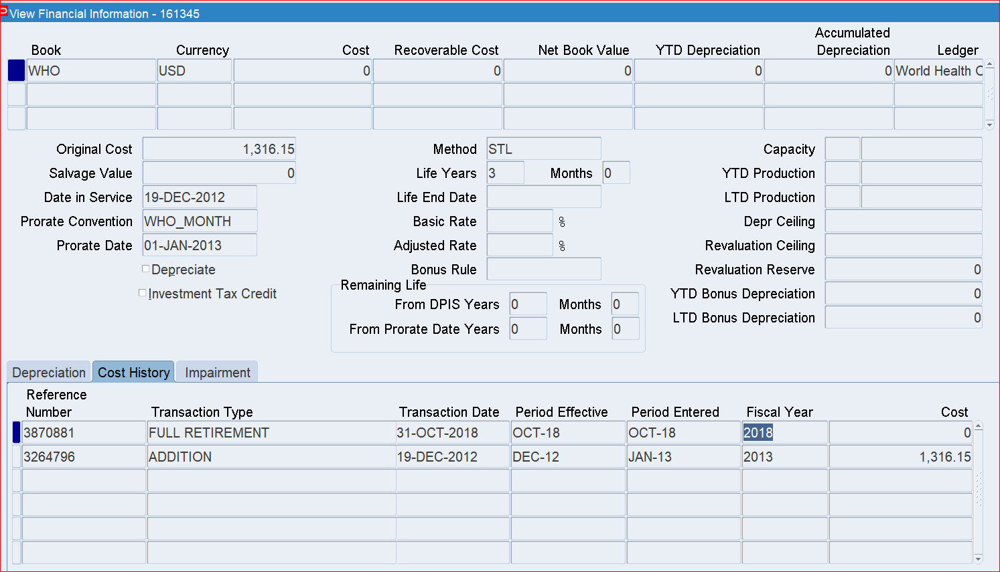 View Financial Information - 161345
Accumulated
Book Currency Cost Recoverable Cost Net Book Value YTD Depreciation Depreciation Ledger
WHO USD 0 0 0 0 0 World Health
Original Cost 1,316.15 Method STL Capacity
Salvage Value 0 Life Years 3 Months 0 YTD Production
Date in Service 19-DEC-2012 Life End Date LTD Production
Prorate Convention WHO_MONTH Basic Rate % Depr Ceiling
Prorate Date 01-JAN-2013 Adjusted Rate % Revaluation Ceiling
Depreciate Bonus Rule Revaluation Reserve 0
Remaining Life
Investment Tax Credit From DPIS Years 0 Months 0 YTD Bonus Depreciation 0
From Prorate Date Years 0 Months 0 LTD Bonus Depreciation 0
Depreciation Cost History Impairment
Reference
Number Transaction Type Transaction Date Period Effective Period Entered Fiscal Year Cost
3870881 FULL RETIREMENT 31-OCT-2018 OCT-18 OCT-18 2018 0
3264796 ADDITION 19-DEC-2012 DEC-12 JAN-13 2013 1,316.15